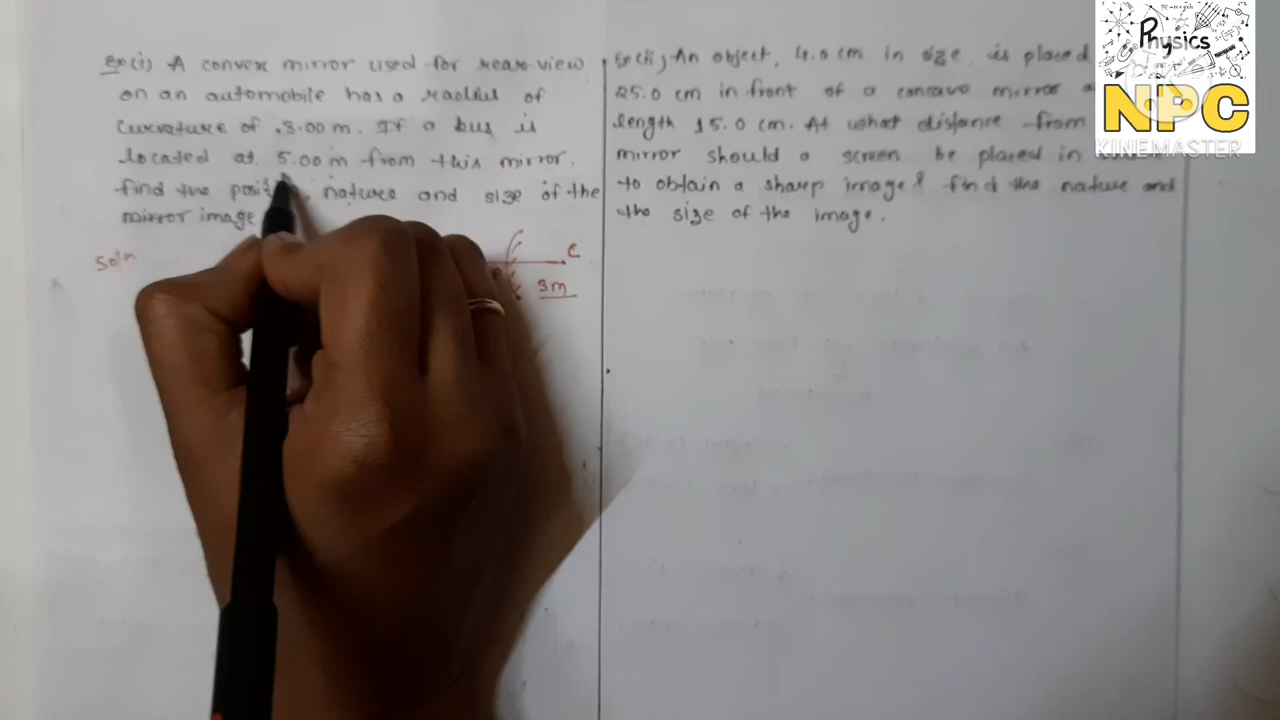 Ex(i) A convex mirror used for rear view
on an automobile has a radius of
curvature of 3.00 m. If a bus is
located at 5.00 m from this mirror.
find the nature and size of the
mirror image
Soln
C
3m
Ex(ii) An object, 4.0 cm in size, is placed
25.0 cm in front of a concave mirror
length 15.0 cm. At what distance from
mirror should a screen be placed in
to obtain a sharp image? find the nature and
the size of the image.
Physics
NPC
KINEMASTER